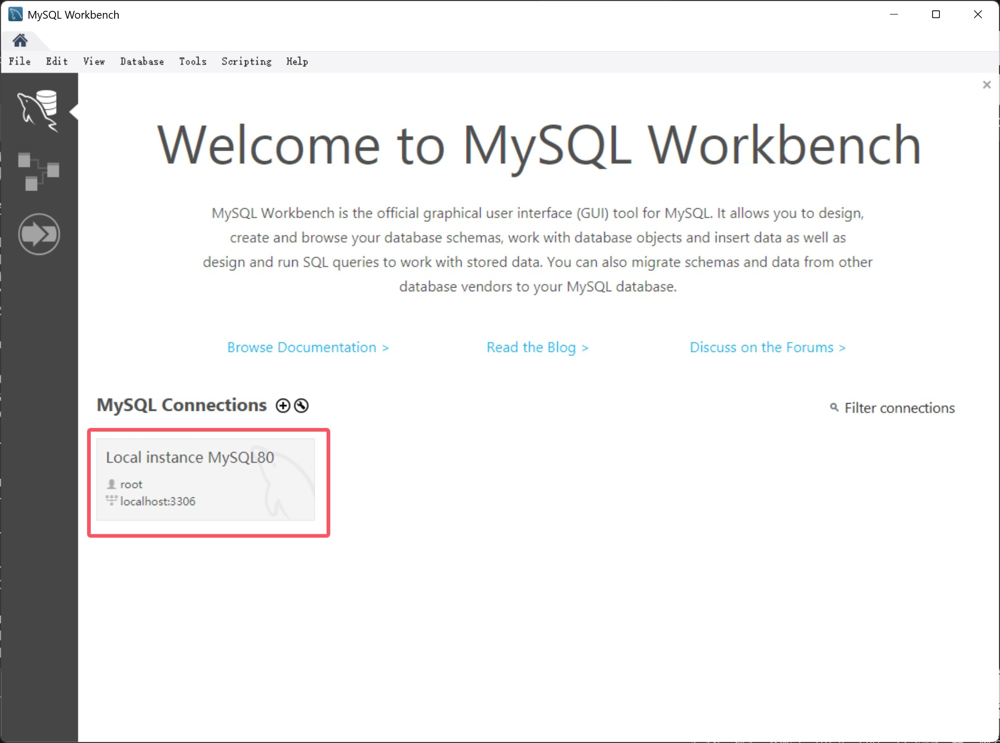 MySQL Workbench
File Edit View Database Tools Scripting Help
Welcome to MySQL Workbench
MySQL Workbench is the official graphical user interface (GUI) tool for MySQL. It allows you to design,
create and browse your database schemas, work with database objects and insert data as well as
design and run SQL queries to work with stored data. You can also migrate schemas and data from other
database vendors to your MySQL database.
Browse Documentation > Read the Blog > Discuss on the Forums >
MySQL Connections
Filter connections
Local instance MySQL80
root
localhost:3306